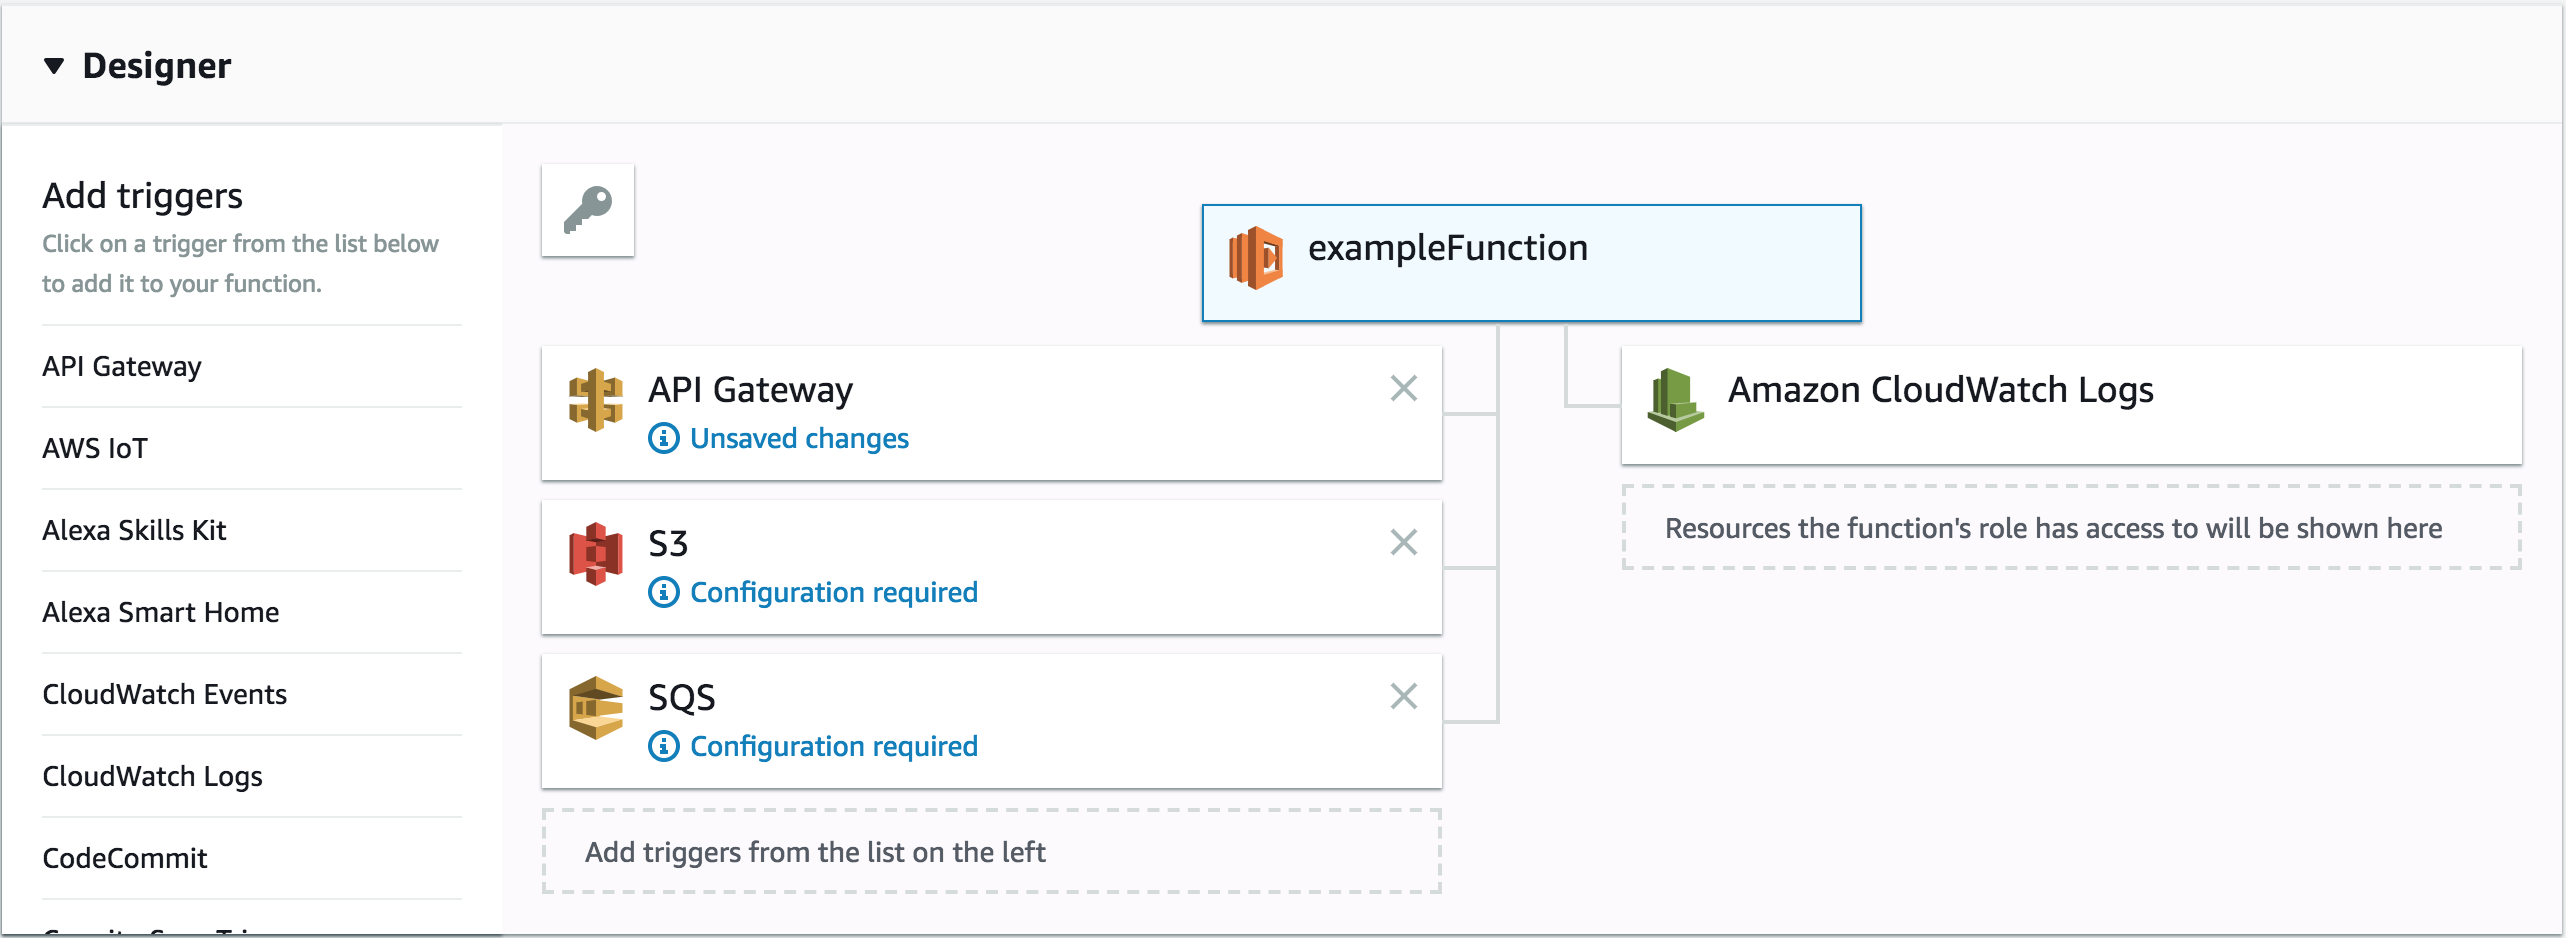 Designer
Add triggers
Click on a trigger from the list below
to add it to your function.
API Gateway
AWS IoT
Alexa Skills Kit
Alexa Smart Home
CloudWatch Events
CloudWatch Logs
CodeCommit
exampleFunction
API Gateway
Unsaved changes
S3
Configuration required
SQS
Configuration required
Add triggers from the list on the left
Amazon CloudWatch Logs
Resources the function's role has access to will be shown here